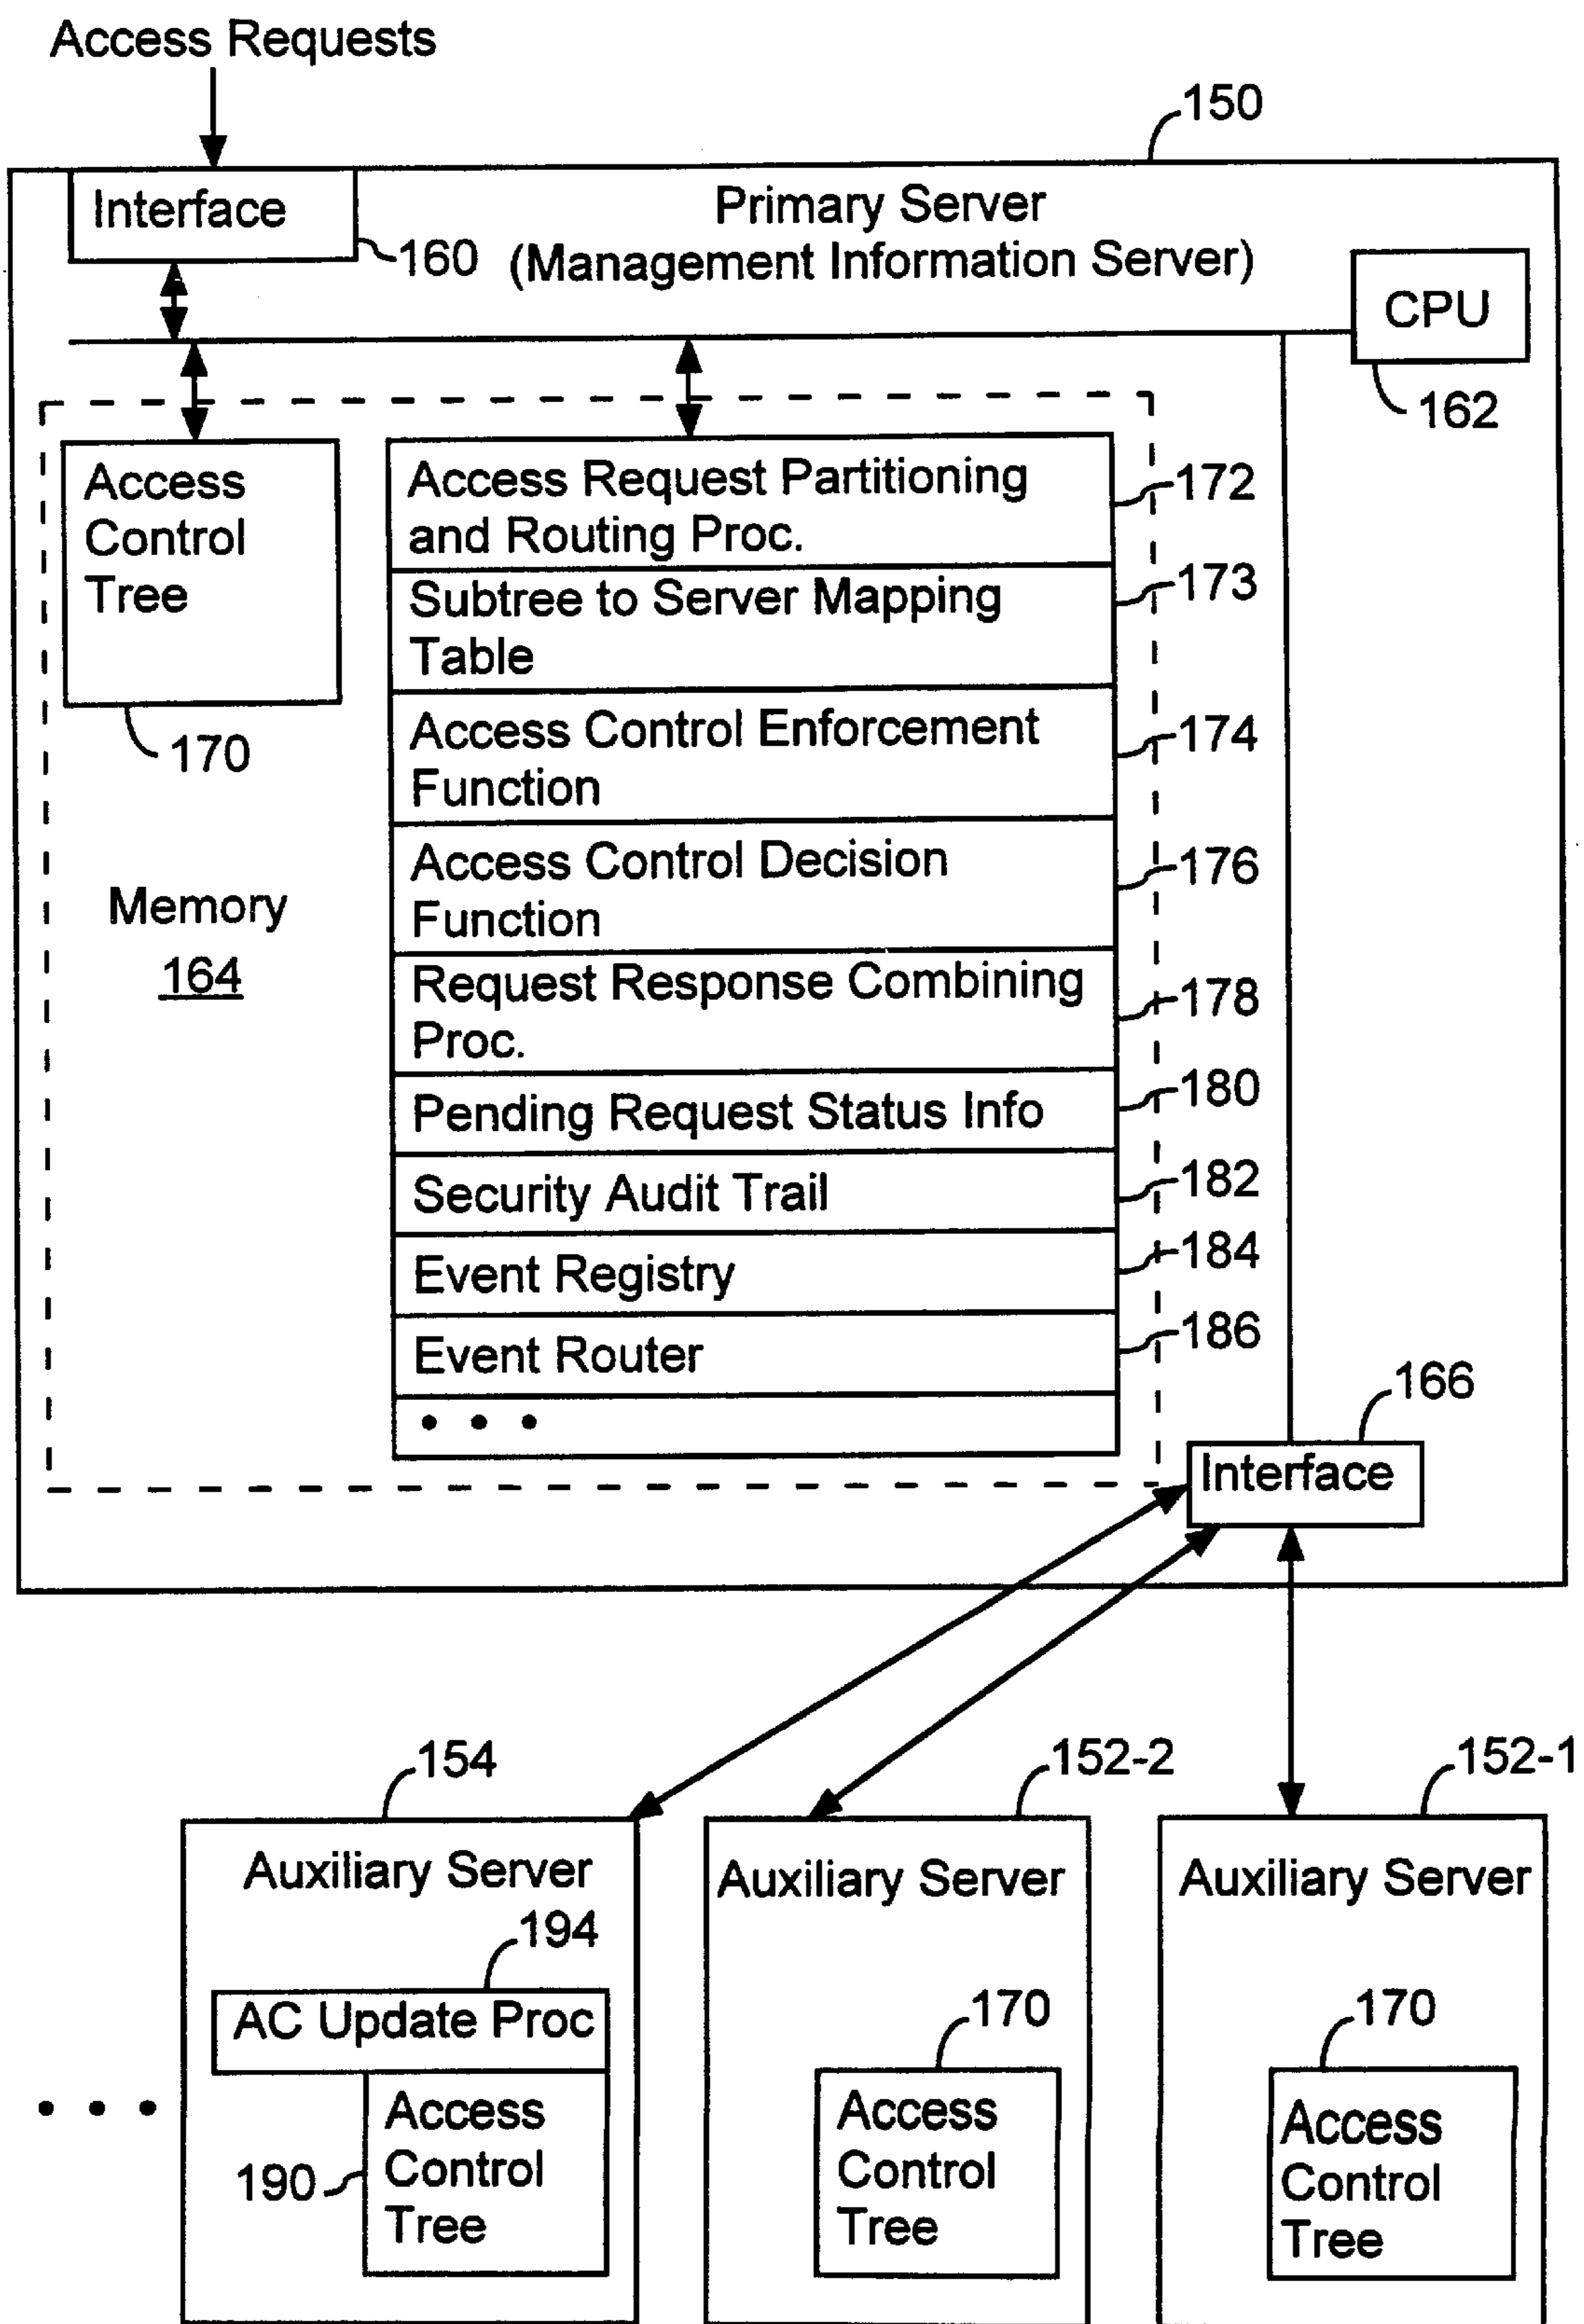 Access Requests
150
Interface
Primary Server
160
(Management Information Server)
CPU
162
Access
Control
Tree
170
Memory
164
Access Request Partitioning
and Routing Proc.
172
Subtree to Server Mapping
Table
173
Access Control Enforcement
Function
174
Access Control Decision
Function
176
Request Response Combining
Proc.
178
Pending Request Status Info
180
Security Audit Trail
182
Event Registry
184
Event Router
186
• • •
166
Interface
154
Auxiliary Server
194
AC Update Proc
Access
Control
Tree
190
• • •
152-2
Auxiliary Server
170
Access
Control
Tree
152-1
Auxiliary Server
170
Access
Control
Tree